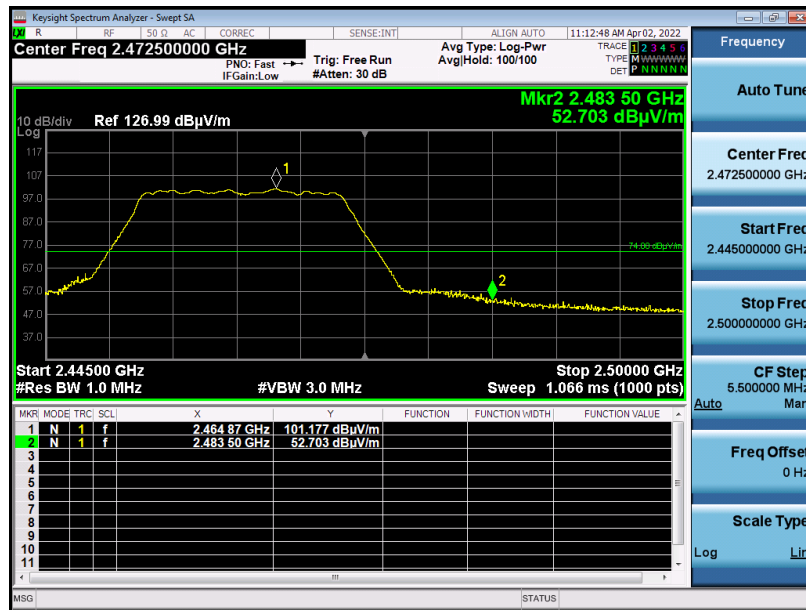 Keysight Spectrum Analyzer - Swept SA
LXI R RF 50 Ω AC CORREC SENSE:INT ALIGN AUTO 11:12:48 AM Apr 02, 2022
Center Freq 2.472500000 GHz
PNO: Fast
IFGain:Low
Trig: Free Run
#Atten: 30 dB
Avg Type: Log-Pwr
Avg|Hold: 100/100
TRACE 1 2 3 4 5 6
TYPE M W W W W W
DET P N N N N N
Mkr2 2.483 50 GHz
52.703 dBµV/m
10 dB/div Ref 126.99 dBµV/m
Log
117
107
97.0
87.0
77.0
67.0
57.0
47.0
37.0
1
2
74.00 dBµV/m
Start 2.44500 GHz Stop 2.50000 GHz
#Res BW 1.0 MHz #VBW 3.0 MHz Sweep 1.066 ms (1000 pts)
MKR MODE TRC SCL X Y FUNCTION FUNCTION WIDTH FUNCTION VALUE
1 N 1 f 2.464 87 GHz 101.177 dBµV/m
2 N 1 f 2.483 50 GHz 52.703 dBµV/m
3
4
5
6
7
8
9
10
11
MSG STATUS
Frequency
Auto Tune
Center Freq
2.472500000 GHz
Start Freq
2.445000000 GHz
Stop Freq
2.500000000 GHz
CF Step
5.500000 MHz
Auto Man
Freq Offset
0 Hz
Scale Type
Log Lin